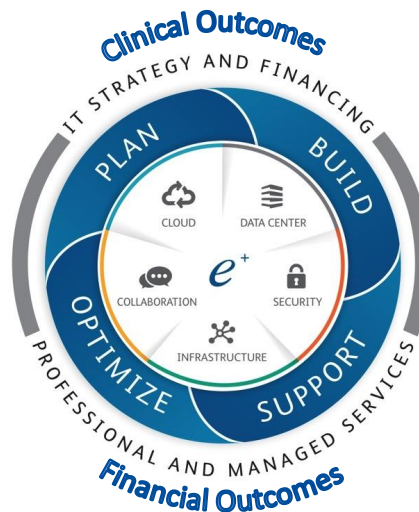 Clinical Outcomes
IT STRATEGY AND FINANCING
PLAN
BUILD
CLOUD
DATA CENTER
e+
COLLABORATION
SECURITY
INFRASTRUCTURE
OPTIMIZE
SUPPORT
PROFESSIONAL AND MANAGED SERVICES
Financial Outcomes